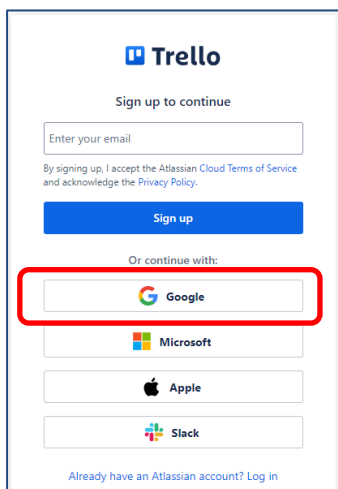 Trello
Sign up to continue
Enter your email
By signing up, I accept the Atlassian Cloud Terms of Service
and acknowledge the Privacy Policy.
Sign up
Or continue with:
Google
Microsoft
Apple
Slack
Already have an Atlassian account? Log in